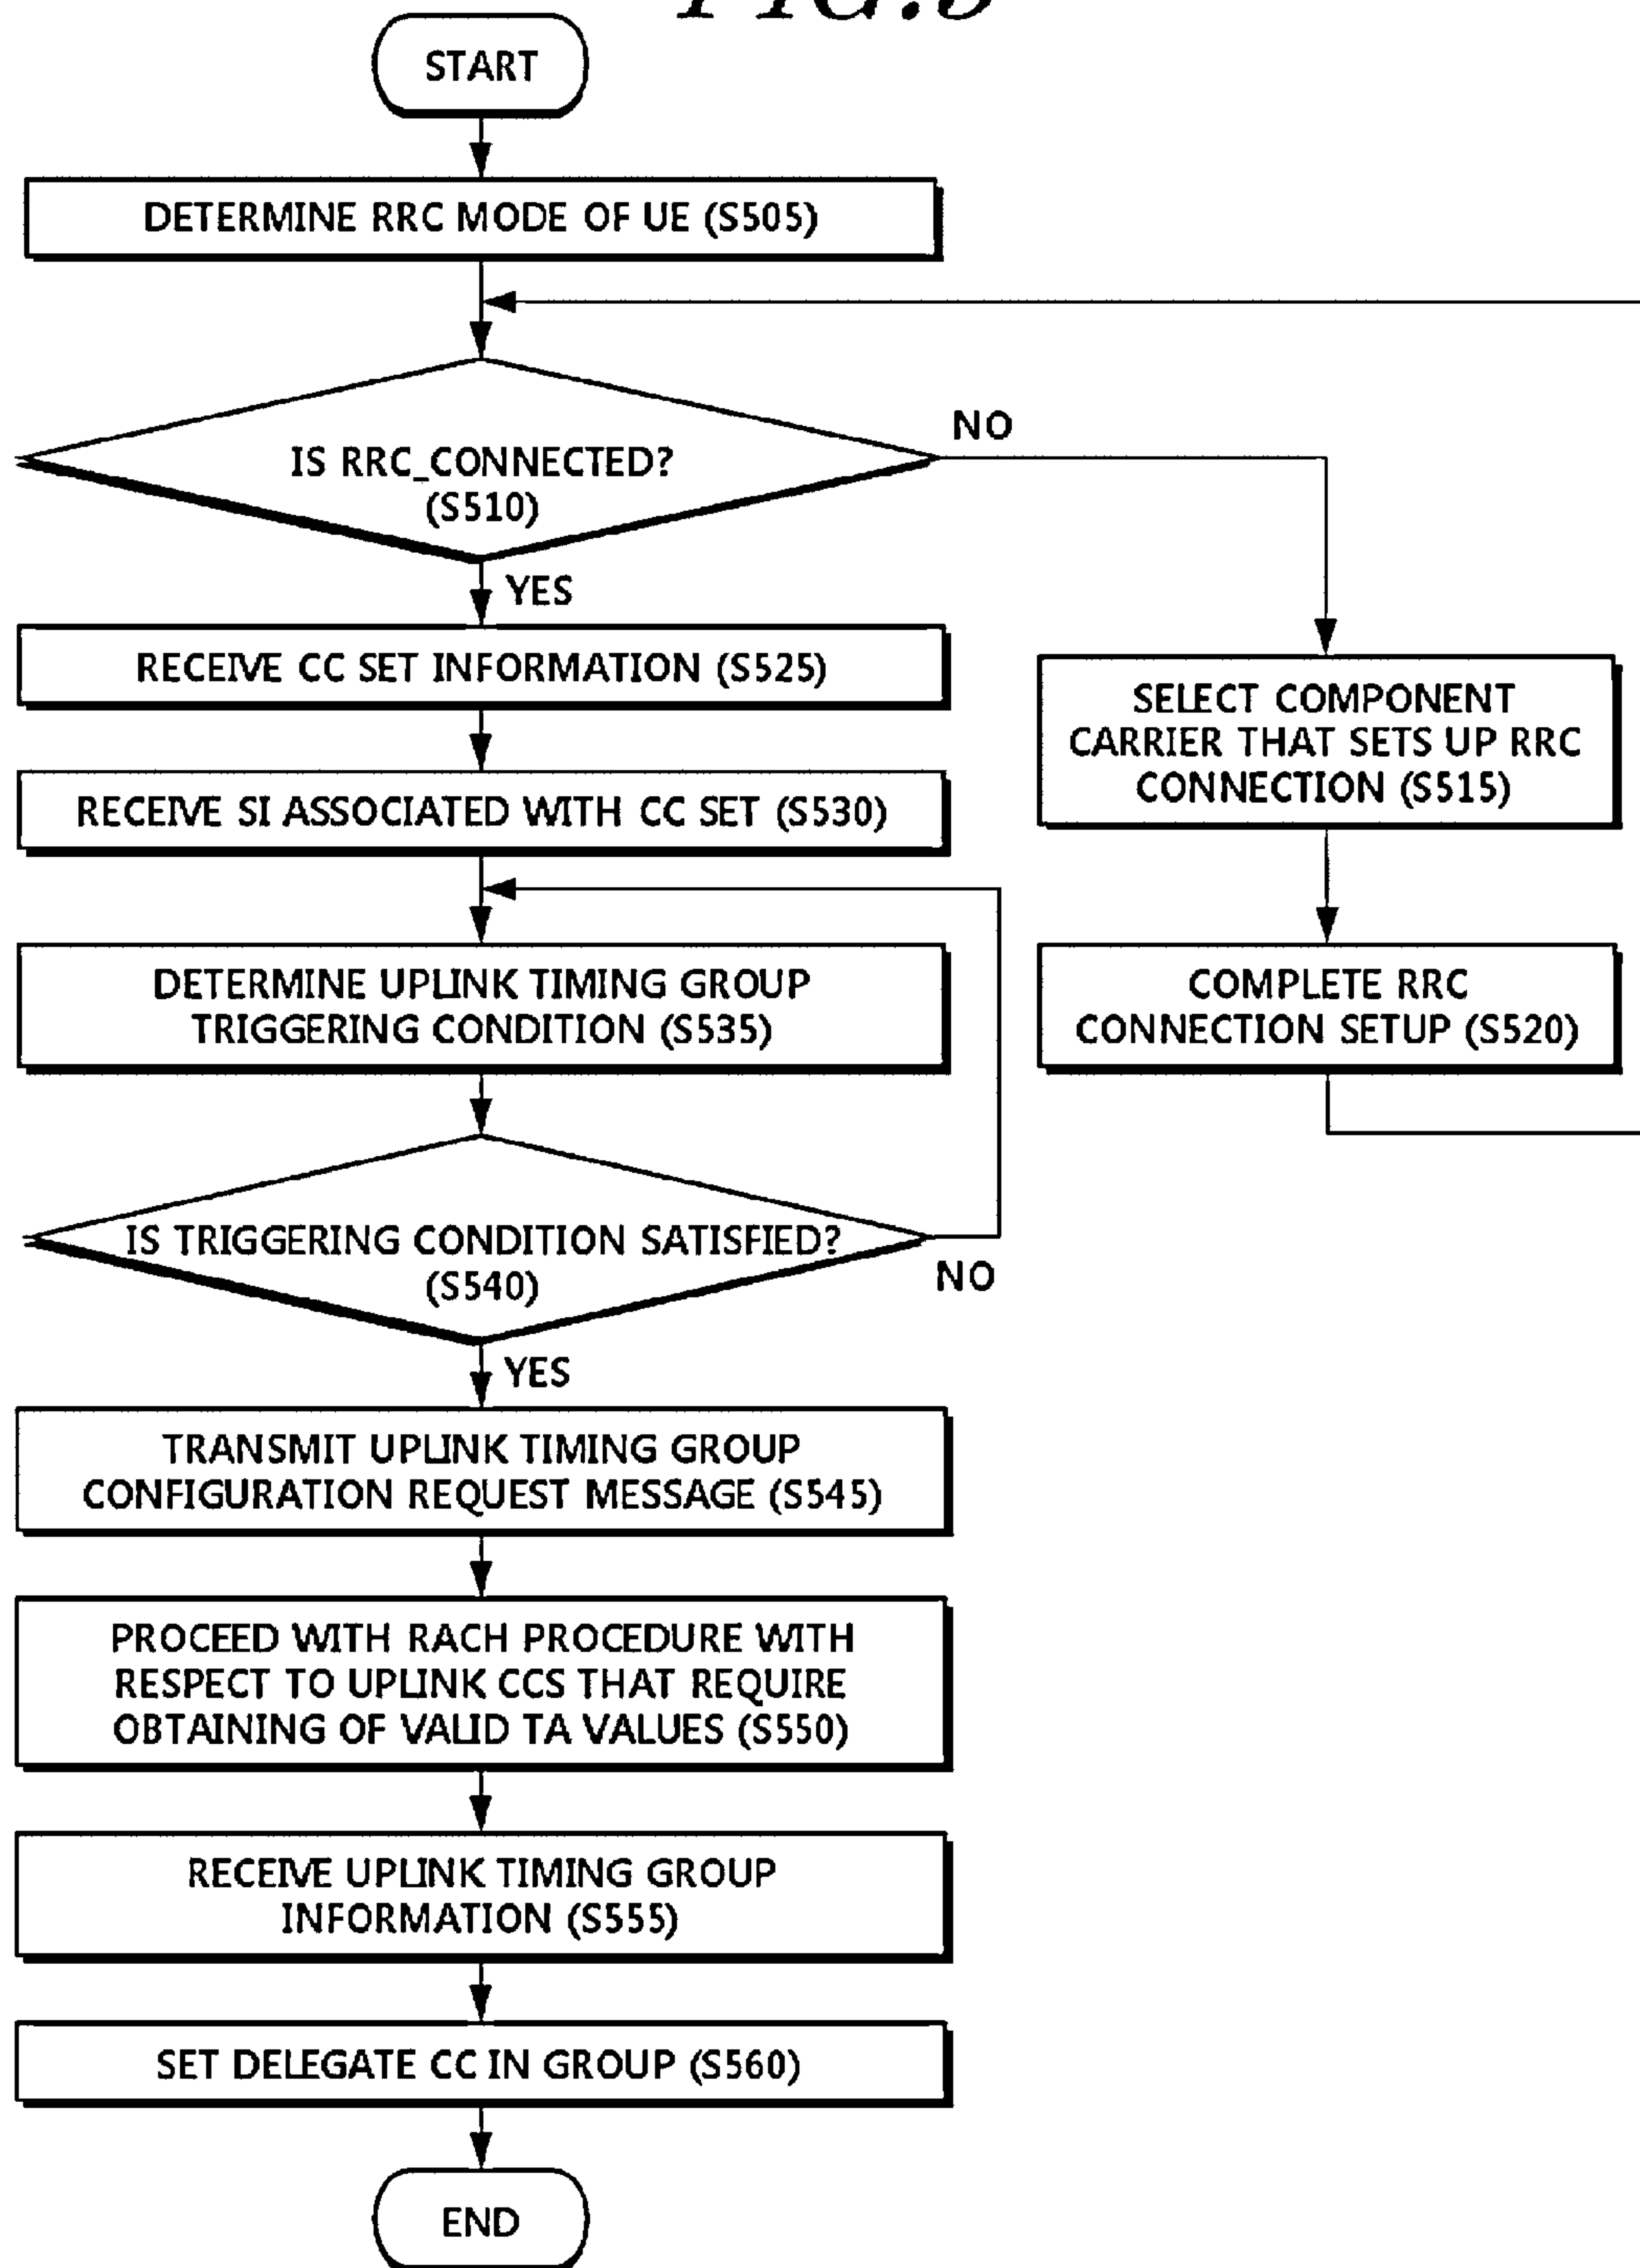 FIG.5
START
DETERMINE RRC MODE OF UE (S505)
IS RRC_CONNECTED?
(S510)
NO
YES
RECEIVE CC SET INFORMATION (S525)
SELECT COMPONENT
CARRIER THAT SETS UP RRC
CONNECTION (S515)
RECEIVE SI ASSOCIATED WITH CC SET (S530)
DETERMINE UPLINK TIMING GROUP
TRIGGERING CONDITION (S535)
COMPLETE RRC
CONNECTION SETUP (S520)
IS TRIGGERING CONDITION SATISFIED?
(S540)
NO
YES
TRANSMIT UPLINK TIMING GROUP
CONFIGURATION REQUEST MESSAGE (S545)
PROCEED WITH RACH PROCEDURE WITH
RESPECT TO UPLINK CCS THAT REQUIRE
OBTAINING OF VALID TA VALUES (S550)
RECEIVE UPLINK TIMING GROUP
INFORMATION (S555)
SET DELEGATE CC IN GROUP (S560)
END